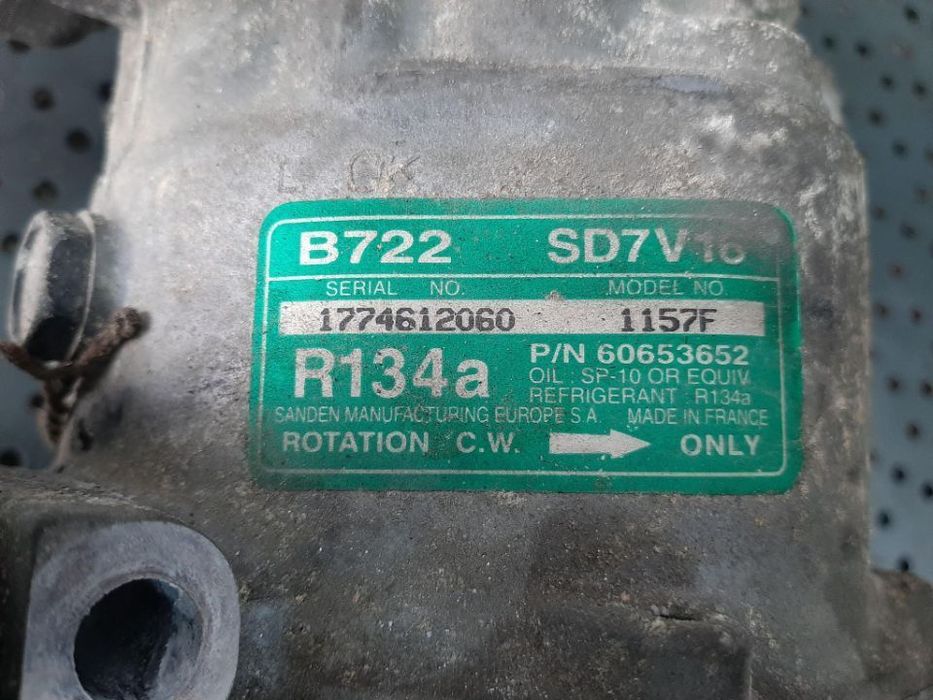 B722 SD7V16
SERIAL NO. MODEL NO.
1774612060 1157F
R134a P/N 60653652
OIL : SP-10 OR EQUIV.
REFRIGERANT R134a
SANDEN MANUFACTURING EUROPE S.A. MADE IN FRANCE
ROTATION C.W. ONLY